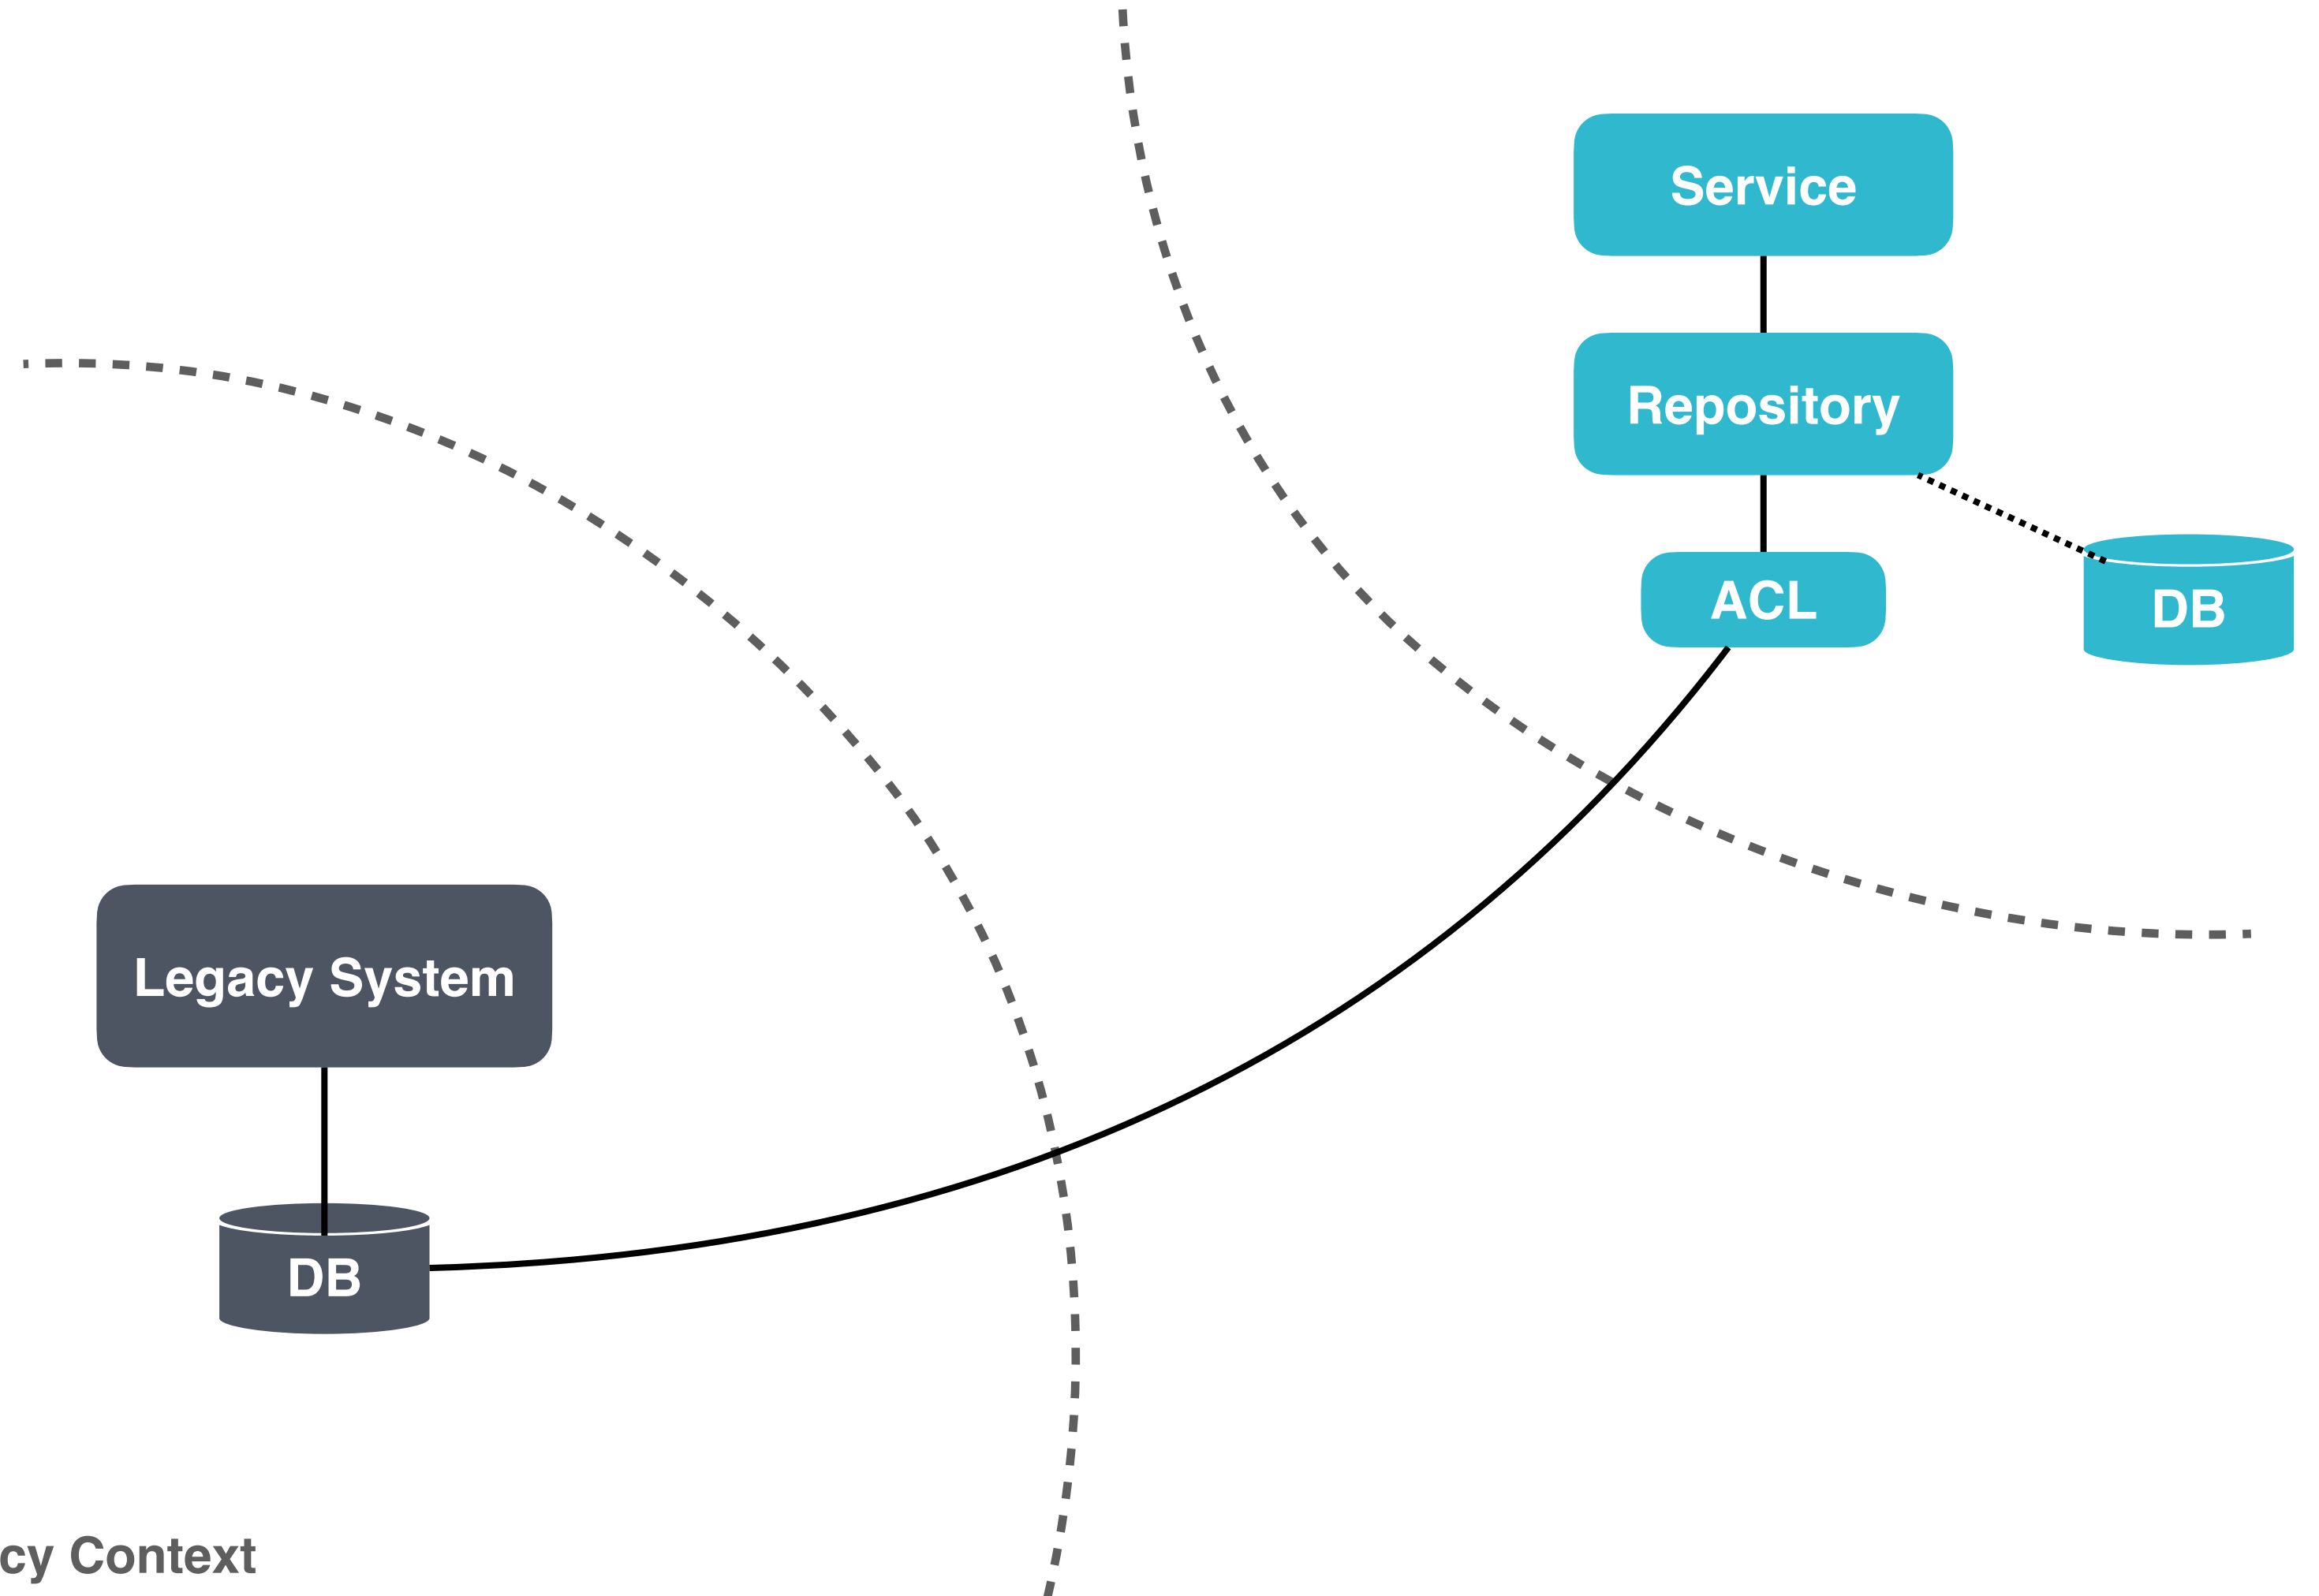 Service
Repository
ACL
DB
Legacy System
DB
cy Context